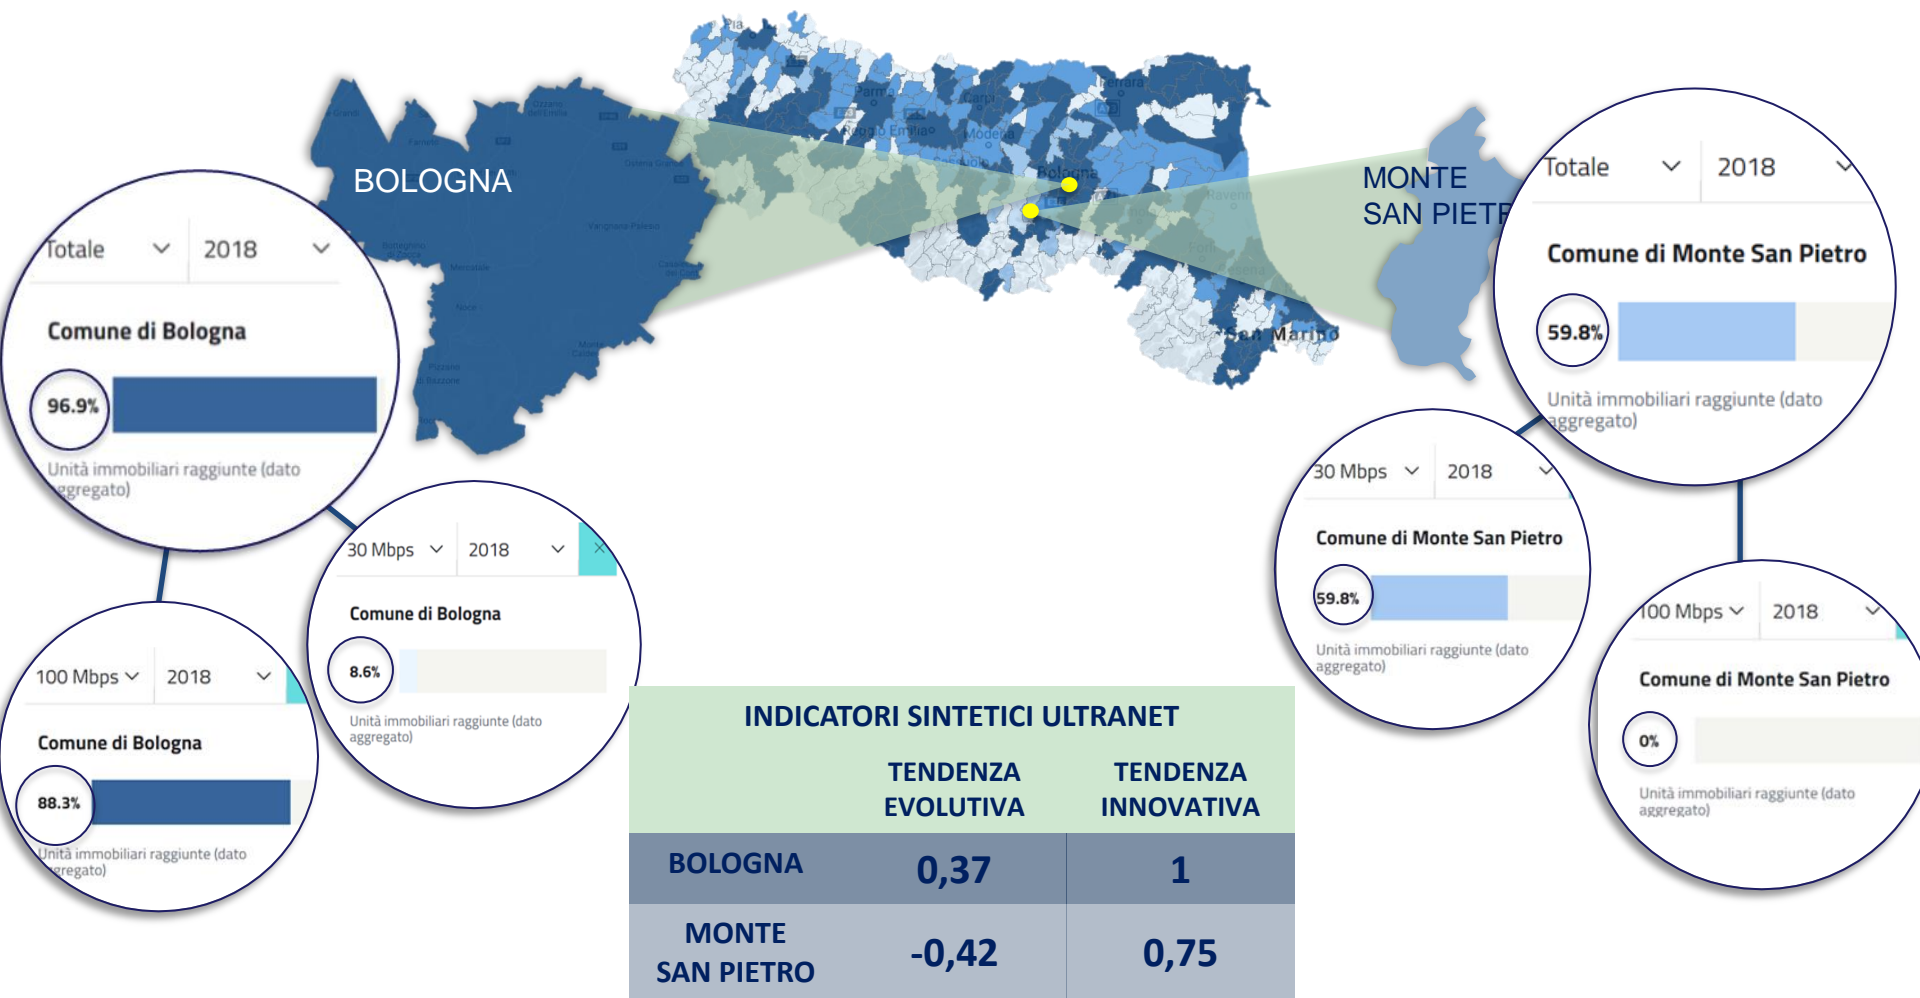 BOLOGNA
Totale 2018
Comune di Bologna
96.9%
Unità immobiliari raggiunte (dato
aggregato)
30 Mbps 2018
Comune di Bologna
8.6%
Unità immobiliari raggiunte (dato
aggregato)
100 Mbps 2018
Comune di Bologna
88.3%
Unità immobiliari raggiunte (dato
aggregato)
Pia
Parma
Reggio Emilia
Carpi
Modena
Sassuolo
Ferrara
Bologna
Ravenn
San Marino
MONTE
SAN PIETR
Totale 2018
Comune di Monte San Pietro
59.8%
Unità immobiliari raggiunte (dato
aggregato)
30 Mbps 2018
Comune di Monte San Pietro
59.8%
Unità immobiliari raggiunte (dato
aggregato)
100 Mbps 2018
Comune di Monte San Pietro
0%
Unità immobiliari raggiunte (dato
aggregato)
INDICATORI SINTETICI ULTRANET
TENDENZA
EVOLUTIVA
TENDENZA
INNOVATIVA
BOLOGNA 0,37 1
MONTE
SAN PIETRO -0,42 0,75